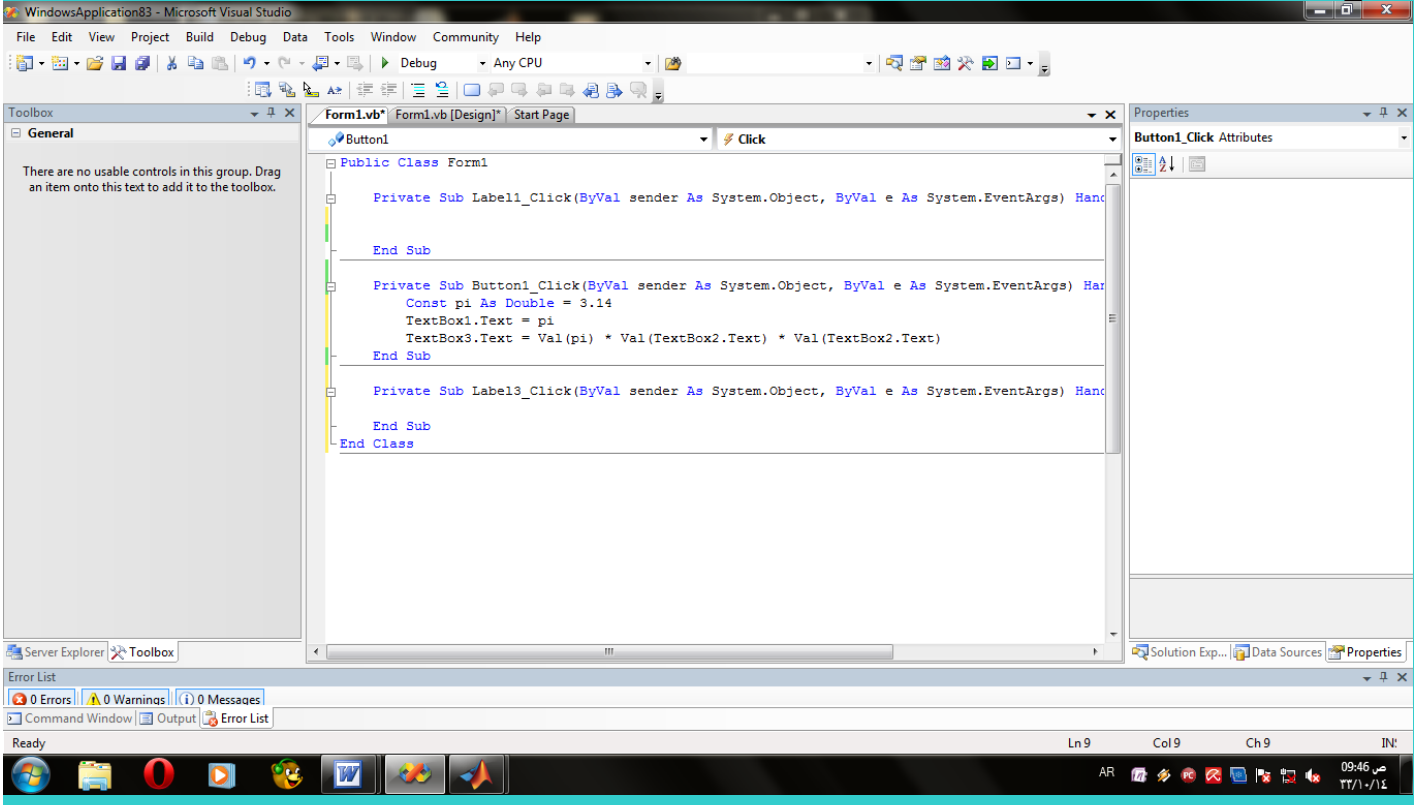 WindowsApplication83 - Microsoft Visual Studio
File Edit View Project Build Debug Data Tools Window Community Help
Debug Any CPU
Toolbox
General
There are no usable controls in this group. Drag
an item onto this text to add it to the toolbox.
Server Explorer Toolbox
Form1.vb* Form1.vb [Design]* Start Page
Button1 Click
Public Class Form1
Private Sub Label1_Click(ByVal sender As System.Object, ByVal e As System.EventArgs) Hand
End Sub
Private Sub Button1_Click(ByVal sender As System.Object, ByVal e As System.EventArgs) Han
Const pi As Double = 3.14
TextBox1.Text = pi
TextBox3.Text = Val(pi) * Val(TextBox2.Text) * Val(TextBox2.Text)
End Sub
Private Sub Label3_Click(ByVal sender As System.Object, ByVal e As System.EventArgs) Hand
End Sub
End Class
Properties
Button1_Click Attributes
Solution Exp... Data Sources Properties
Error List
0 Errors 0 Warnings 0 Messages
Command Window Output Error List
Ready Ln 9 Col 9 Ch 9 INS
AR
09:46 ص
٣٣/١٠/١٤